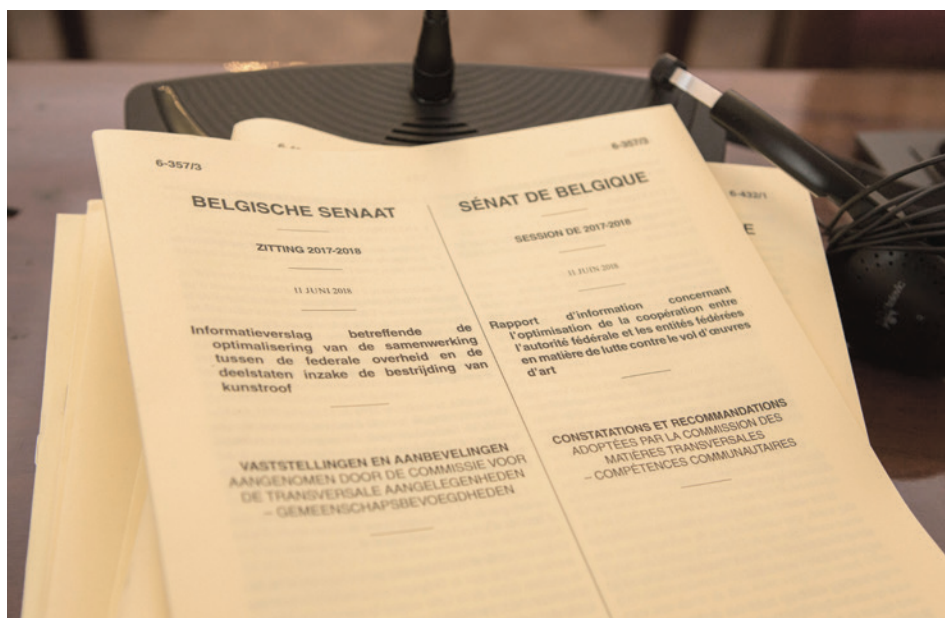 6-357/3
BELGISCHE SENAAT
ZITTING 2017-2018
11 JUNI 2018
Informatieverslag betreffende de
optimalisering van de samenwerking
tussen de federale overheid en de
deelstaten inzake de bestrijding van
kunstroof
VASTSTELLINGEN EN AANBEVELINGEN
AANGENOMEN DOOR DE COMMISSIE VOOR
DE TRANSVERSALE AANGELEGENHEDEN
– GEMEENSCHAPSBEVOEGDHEDEN
6-357/3
SÉNAT DE BELGIQUE
SESSION DE 2017-2018
11 JUIN 2018
Rapport d'information concernant
l'optimisation de la coopération entre
l'autorité fédérale et les entités fédérées
en matière de lutte contre le vol d'œuvres
d'art
CONSTATATIONS ET RECOMMANDATIONS
ADOPTÉES PAR LA COMMISSION DES
MATIÈRES TRANSVERSALES
– COMPÉTENCES COMMUNAUTAIRES
6-432/1
E